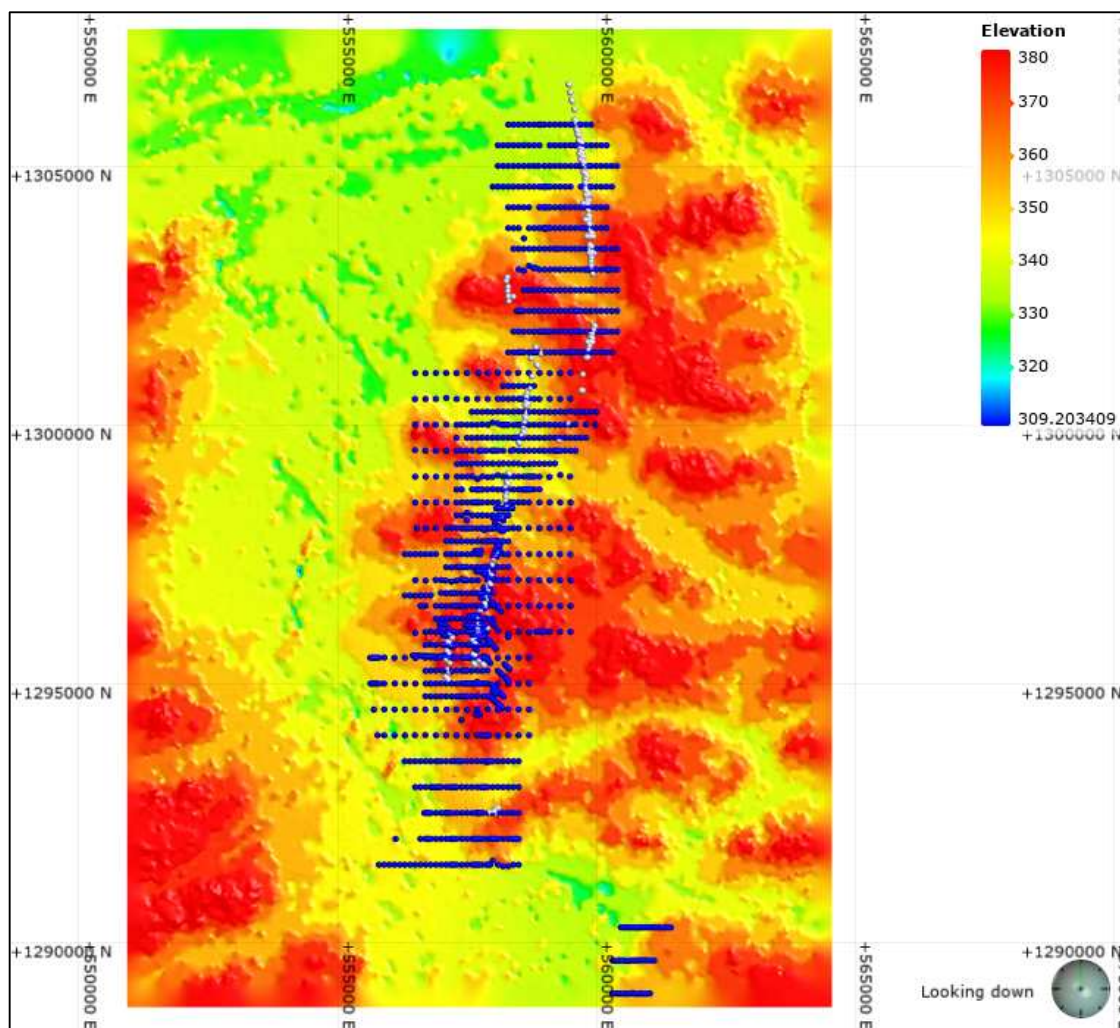 +550000 E
+555000 E
+560000 E
+565000 E
Elevation
380
370
360
350
340
330
320
309.203409
+1305000 N
+1305000 N
+1300000 N
+1300000 N
+1295000 N
+1295000 N
+1290000 N
+1290000 N
+555000 E
+560000 E
+565000 E
Looking down